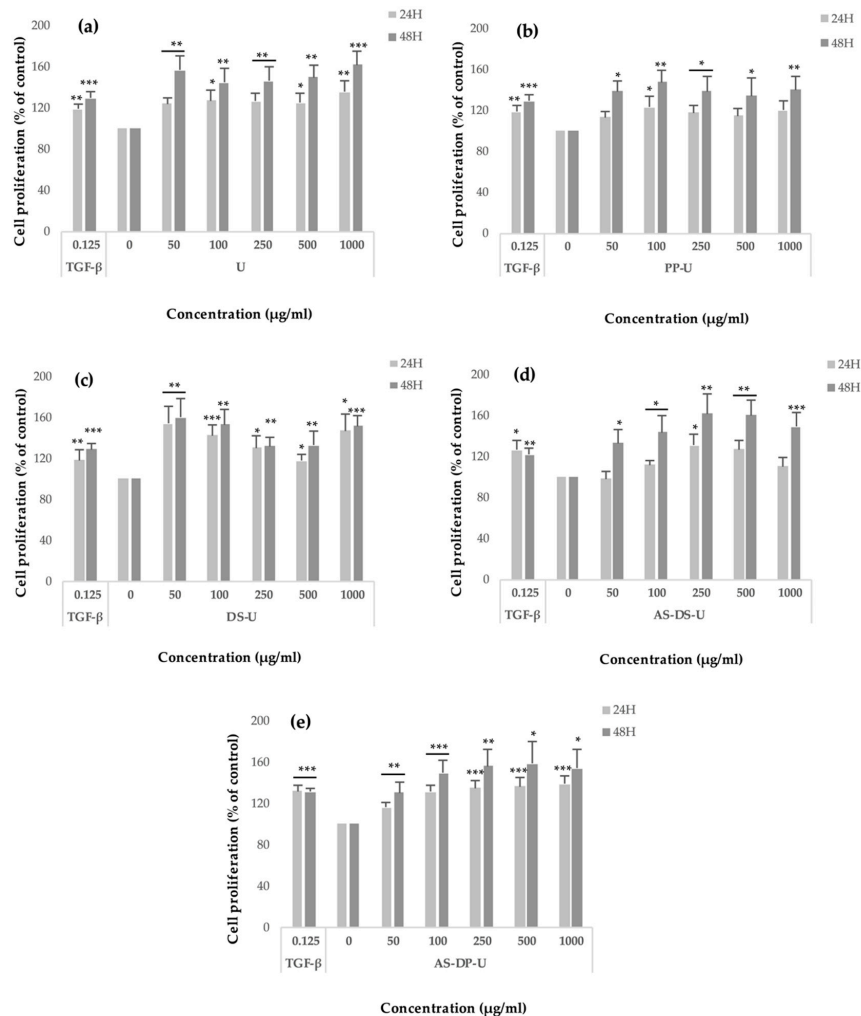 (a)
24H
48H
200
160
120
80
40
0
Cell proliferation (% of control)
** *** ** * ** ** * ** ** ***
0.125 0 50 100 250 500 1000
TGF-β U
Concentration (µg/ml)
(b)
24H
48H
200
160
120
80
40
0
Cell proliferation (% of control)
** *** * * ** * * **
0.125 0 50 100 250 500 1000
TGF-β PP-U
Concentration (µg/ml)
(c)
24H
48H
200
160
120
80
40
0
Cell proliferation (% of control)
** *** ** *** ** * ** * ** * ***
0.125 0 50 100 250 500 1000
TGF-β DS-U
Concentration (µg/ml)
(d)
24H
48H
200
160
120
80
40
0
Cell proliferation (% of control)
* ** * * * ** ** ***
0.125 0 50 100 250 500 1000
TGF-β AS-DS-U
Concentration (µg/ml)
(e)
24H
48H
200
160
120
80
40
0
Cell proliferation (% of control)
*** ** *** *** ** *** * *** *
0.125 0 50 100 250 500 1000
TGF-β AS-DP-U
Concentration (µg/ml)